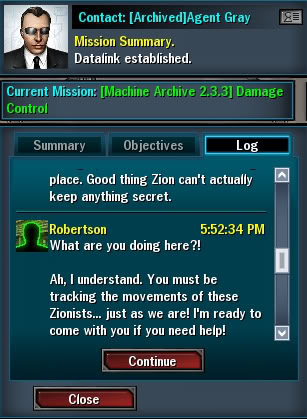 Contact: [Archived]Agent Gray
Mission Summary.
Datalink established.
Current Mission: [Machine Archive 2.3.3] Damage
Control
Summary
Objectives
Log
place. Good thing Zion can't actually
keep anything secret.
Robertson 5:52:34 PM
What are you doing here?!
Ah, I understand. You must be
tracking the movements of these
Zionists... just as we are! I'm ready to
come with you if you need help!
Continue
Close